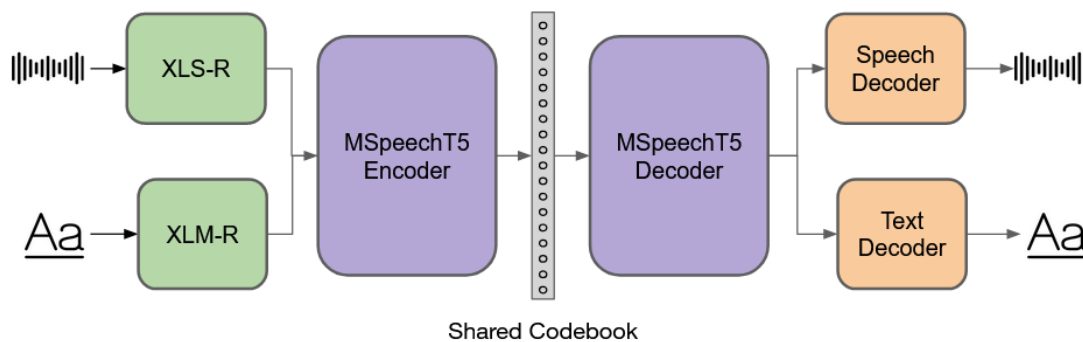 XLS-R
MSpeechT5
Encoder
MSpeechT5
Decoder
Speech
Decoder
Aa
XLM-R
Text
Decoder
Aa
Shared Codebook